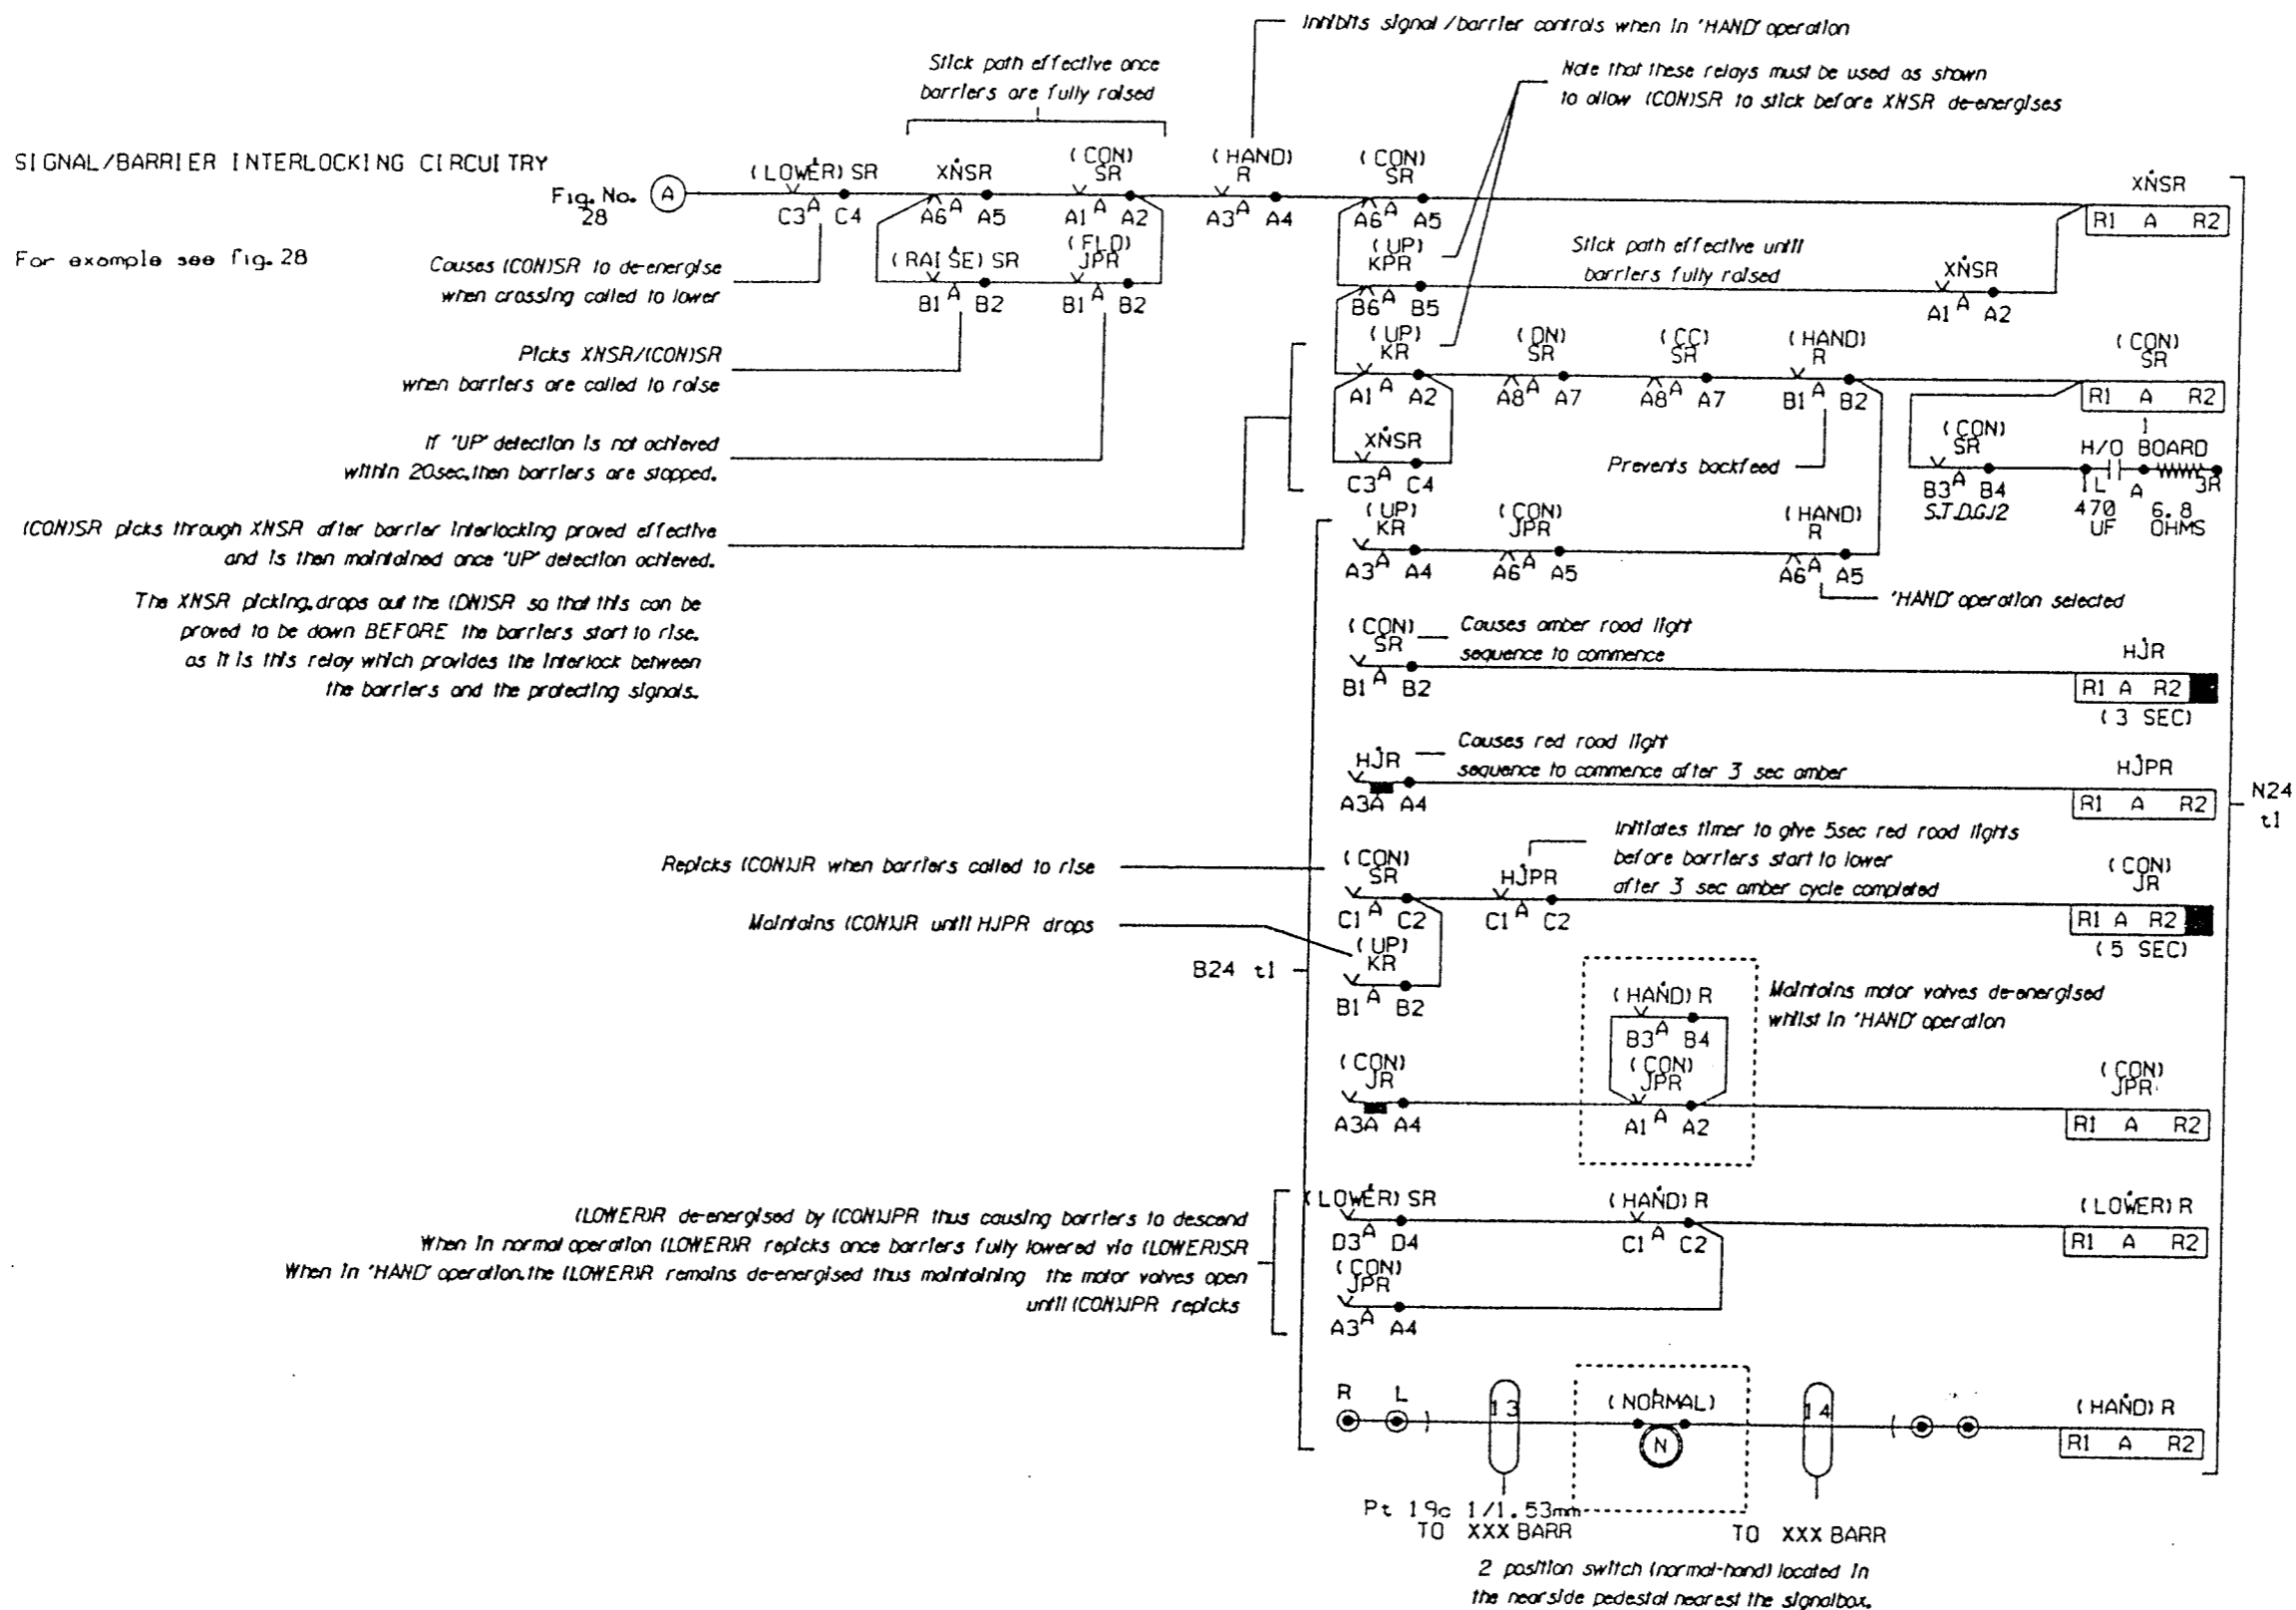 Inhibits signal/barrier controls when in 'HAND' operation
Stick path effective once
barriers are fully raised
Note that these relays must be used as shown
to allow (CON)SR to stick before XNSR de-energises
SIGNAL/BARRIER INTERLOCKING CIRCUITRY
Fig. No. 28
A
(LOWER) SR
C3 A C4
XNSR
A6 A A5
(CON) SR
A1 A A2
(HAND) R
A3 A A4
(CON) SR
A6 A A5
XNSR
R1 A R2
For example see fig. 28
Causes (CON)SR to de-energise
when crossing called to lower
(RAISE) SR
B1 A B2
(FLD) JPR
B1 A B2
(UP) KPR
B6 A B5
Stick path effective until
barriers fully raised
XNSR
A1 A A2
Picks XNSR/(CON)SR
when barriers are called to raise
(UP) KR
A1 A A2
(DN) SR
A8 A A7
(CC) SR
A8 A A7
(HAND) R
B1 A B2
(CON) SR
R1 A R2
If 'UP' detection is not achieved
within 20sec. then barriers are stopped.
XNSR
C3 A C4
Prevents backfeed
(CON) SR
B3 A B4
S.T.D.GJ2
1
H/O BOARD
1L A 3R
470 UF
6.8 OHMS
(CON)SR picks through XNSR after barrier interlocking proved effective
and is then maintained once 'UP' detection achieved.
(UP) KR
A3 A A4
(CON) JPR
A6 A A5
(HAND) R
A6 A A5
'HAND' operation selected
The XNSR picking, drops out the (DN)SR so that this can be
proved to be down BEFORE the barriers start to rise.
as it is this relay which provides the interlock between
the barriers and the protecting signals.
(CON) SR
B1 A B2
Causes amber road light
sequence to commence
HJR
R1 A R2
(3 SEC)
HJR
A3A A4
Causes red road light
sequence to commence after 3 sec amber
HJPR
R1 A R2
N24 t1
Repicks (CON)JR when barriers called to rise
(CON) SR
C1 A C2
HJPR
C1 A C2
Initiates timer to give 5sec red road lights
before barriers start to lower
after 3 sec amber cycle completed
(CON) JR
R1 A R2
(5 SEC)
Maintains (CON)JR until HJPR drops
(UP) KR
B1 A B2
B24 t1
(HAND) R
B3 A B4
Maintains motor valves de-energised
whilst in 'HAND' operation
(CON) JR
A3A A4
(CON) JPR
A1 A A2
(CON) JPR
R1 A R2
(LOWER)R de-energised by (CON)JPR thus causing barriers to descend
When in normal operation (LOWER)R repicks once barriers fully lowered via (LOWER)SR
When in 'HAND' operation, the (LOWER)R remains de-energised thus maintaining the motor valves open
until (CON)JPR repicks
(LOWER) SR
D3 A D4
(HAND) R
C1 A C2
(LOWER) R
R1 A R2
(CON) JPR
A3 A A4
R L
13
(NORMAL)
N
14
(HAND) R
R1 A R2
Pt 19c 1/1.53mm
TO XXX BARR
TO XXX BARR
2 position switch (normal-hand) located in
the nearside pedestal nearest the signalbox.